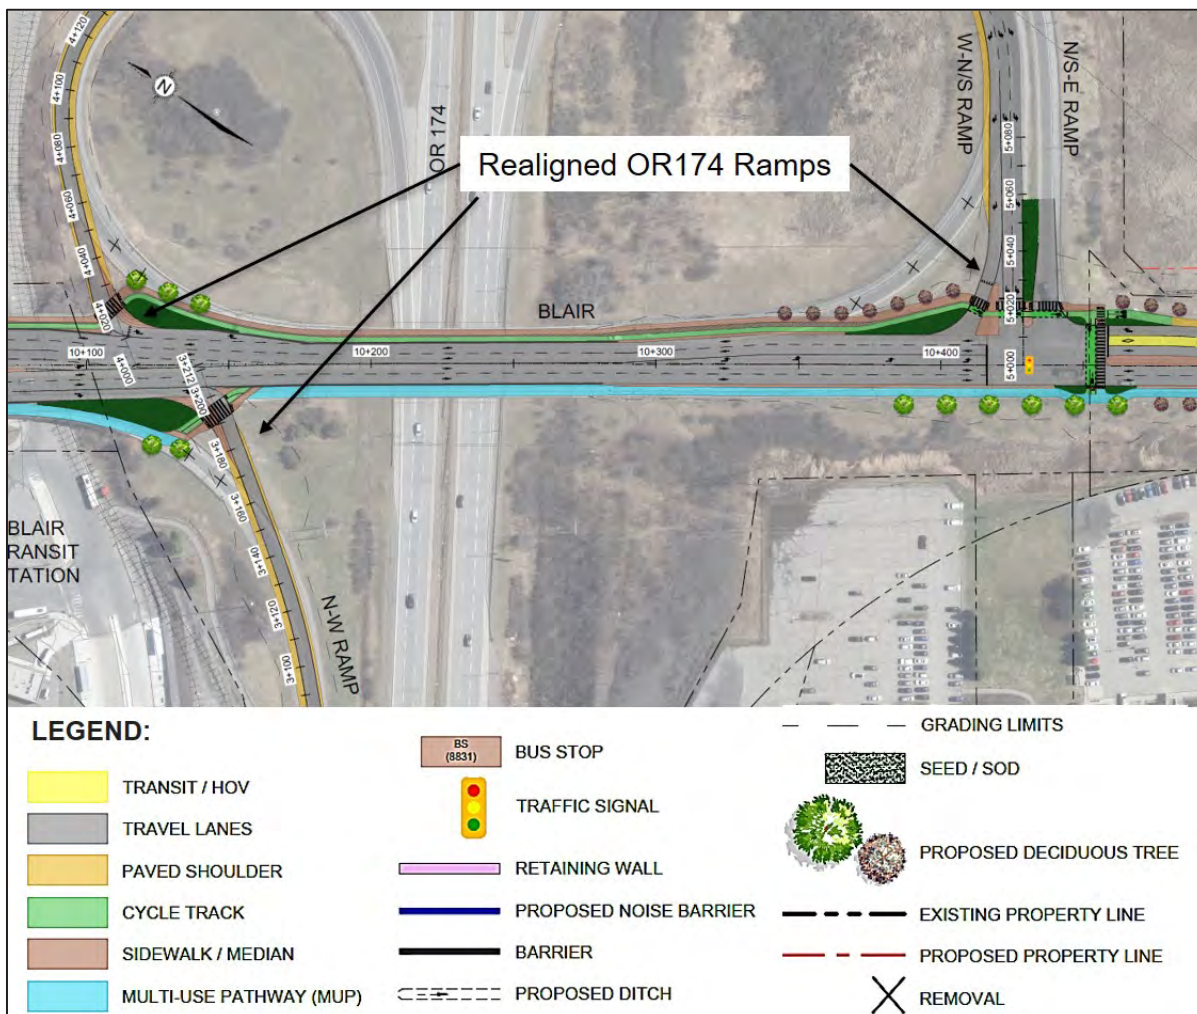 4+120
4+100
4+080
4+060
4+040
4+020
4+000
N
OR 174
Realigned OR174 Ramps
W-N/S RAMP
N/S-E RAMP
5+080
5+060
5+040
5+020
5+000
BLAIR
10+100
10+200
10+300
10+400
3+212
3+200
3+180
3+160
3+140
3+120
3+100
N-W RAMP
BLAIR
RANSIT
TATION
LEGEND:
TRANSIT / HOV
TRAVEL LANES
PAVED SHOULDER
CYCLE TRACK
SIDEWALK / MEDIAN
MULTI-USE PATHWAY (MUP)
BS
(8831)
BUS STOP
TRAFFIC SIGNAL
RETAINING WALL
PROPOSED NOISE BARRIER
BARRIER
PROPOSED DITCH
GRADING LIMITS
SEED / SOD
PROPOSED DECIDUOUS TREE
EXISTING PROPERTY LINE
PROPOSED PROPERTY LINE
REMOVAL